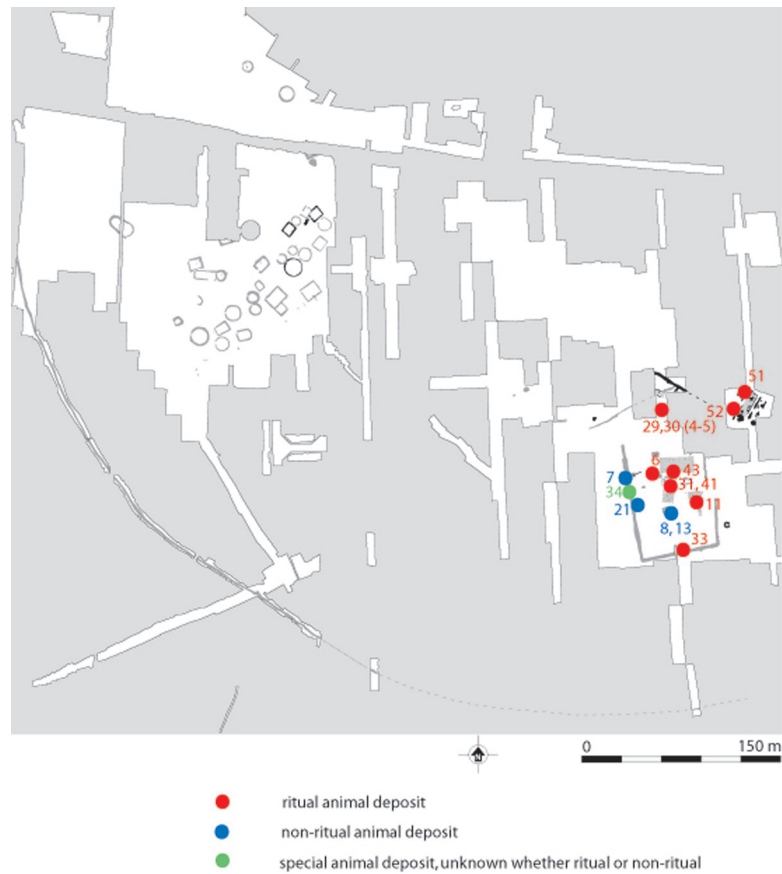 51
52
29,30 (4-5)
6
43
7
31,41
34
11
21
8,13
33
N
0 150 m
ritual animal deposit
non-ritual animal deposit
special animal deposit, unknown whether ritual or non-ritual